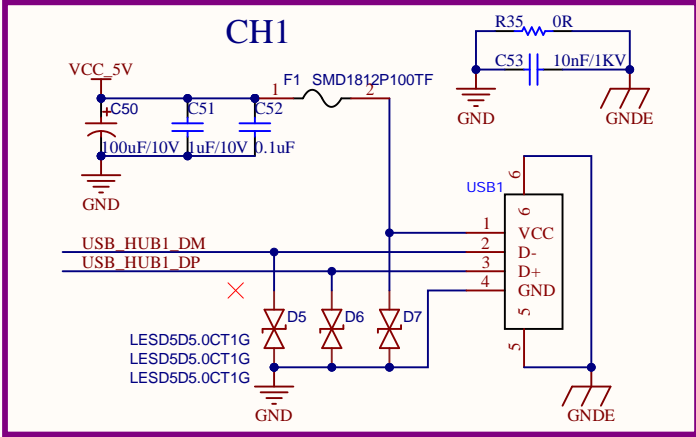 CH1
R35 0R
C53 10nF/1KV
GND GNDE
VCC_5V
F1 SMD1812P100TF
1 2
+ C50 C51 C52
100uF/10V 1uF/10V 0.1uF
GND
USB1
6
6
1 VCC
USB_HUB1_DM 2 D-
USB_HUB1_DP 3 D+
4 GND
5
5
D5 D6 D7
LESD5D5.0CT1G
LESD5D5.0CT1G
LESD5D5.0CT1G
GND GNDE